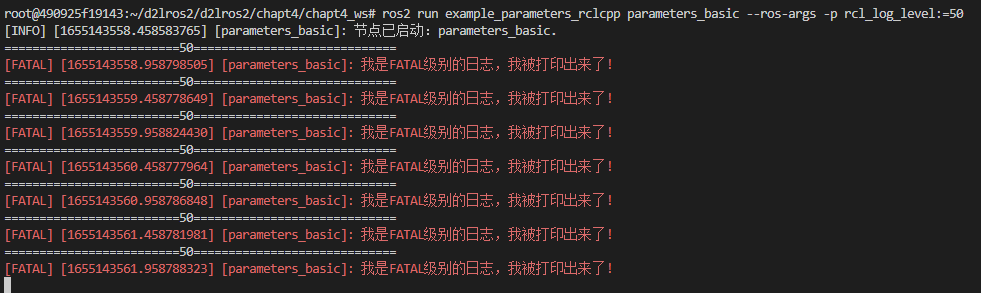 root@490925f19143:~/d2lros2/d2lros2/chapt4/chapt4_ws# ros2 run example_parameters_rclcpp parameters_basic --ros-args -p rcl_log_level:=50
[INFO] [1655143558.458583765] [parameters_basic]: 节点已启动：parameters_basic.
==========================50==============================
[FATAL] [1655143558.958798505] [parameters_basic]: 我是FATAL级别的日志，我被打印出来了!
==========================50==============================
[FATAL] [1655143559.458778649] [parameters_basic]: 我是FATAL级别的日志，我被打印出来了!
==========================50==============================
[FATAL] [1655143559.958824430] [parameters_basic]: 我是FATAL级别的日志，我被打印出来了!
==========================50==============================
[FATAL] [1655143560.458777964] [parameters_basic]: 我是FATAL级别的日志，我被打印出来了!
==========================50==============================
[FATAL] [1655143560.958786848] [parameters_basic]: 我是FATAL级别的日志，我被打印出来了!
==========================50==============================
[FATAL] [1655143561.458781981] [parameters_basic]: 我是FATAL级别的日志，我被打印出来了!
==========================50==============================
[FATAL] [1655143561.958788323] [parameters_basic]: 我是FATAL级别的日志，我被打印出来了!